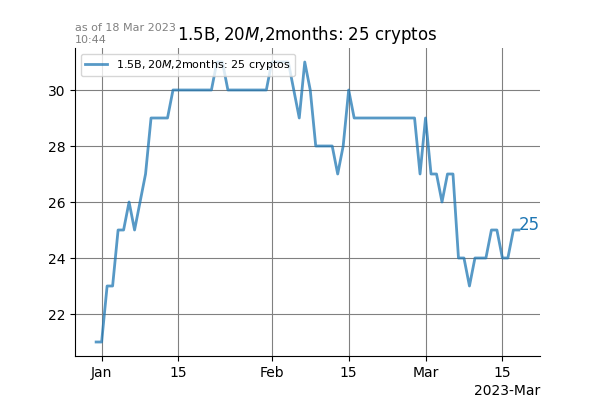 as of 18 Mar 2023
10:44
1.5B, 20M,2months: 25 cryptos
1.5B, 20M,2months: 25 cryptos
30
28
26
24
22
25
Jan
15
Feb
15
Mar
15
2023-Mar